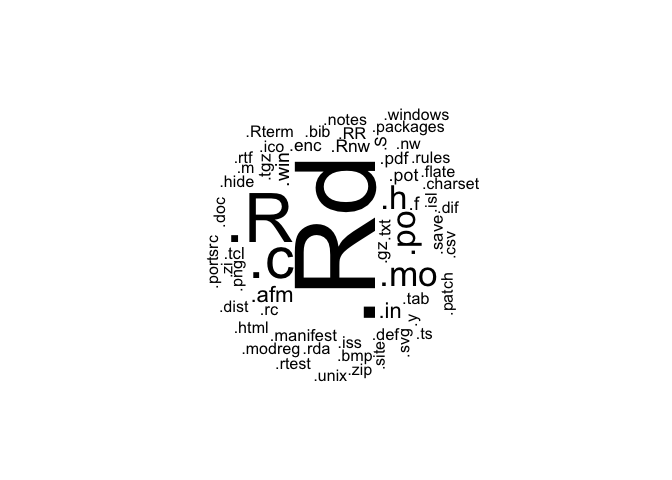 .windows
.notes
.packages
.Rterm
.bib
.RR
.S
.ico
.enc
.Rnw
.nw
.rtf
.tgz
.win
.pdf
.rules
.m
.pot
.flate
.hide
.charset
.Rd
.h
.f
.isl
.doc
.R
.po
.dif
.txt
.save
.csv
.gz
.portsrc
.tcl
.zi
.png
.c
.mo
.patch
.afm
.tab
.dist
.rc
.in
.html
.manifest
.iss
.def
.svg
.y
.ts
.modreg
.rda
.bmp
.site
.rtest
.unix
.zip